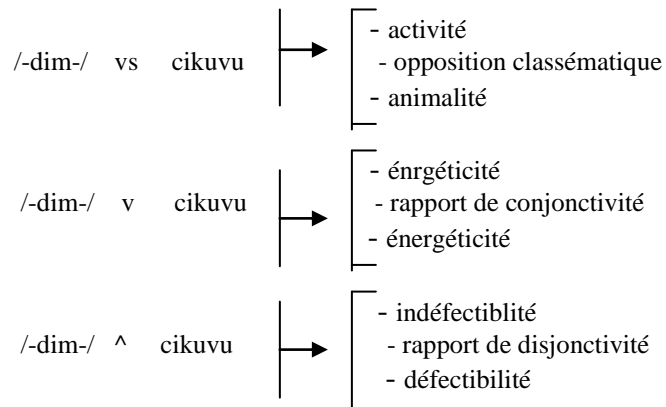 - activité
/-dim-/ vs cikuvu - opposition classématique
- animalité
- énrgéticité
/-dim-/ v cikuvu - rapport de conjonctivité
- énergéticité
- indéfectiblité
/-dim-/ ^ cikuvu - rapport de disjonctivité
- défectibilité